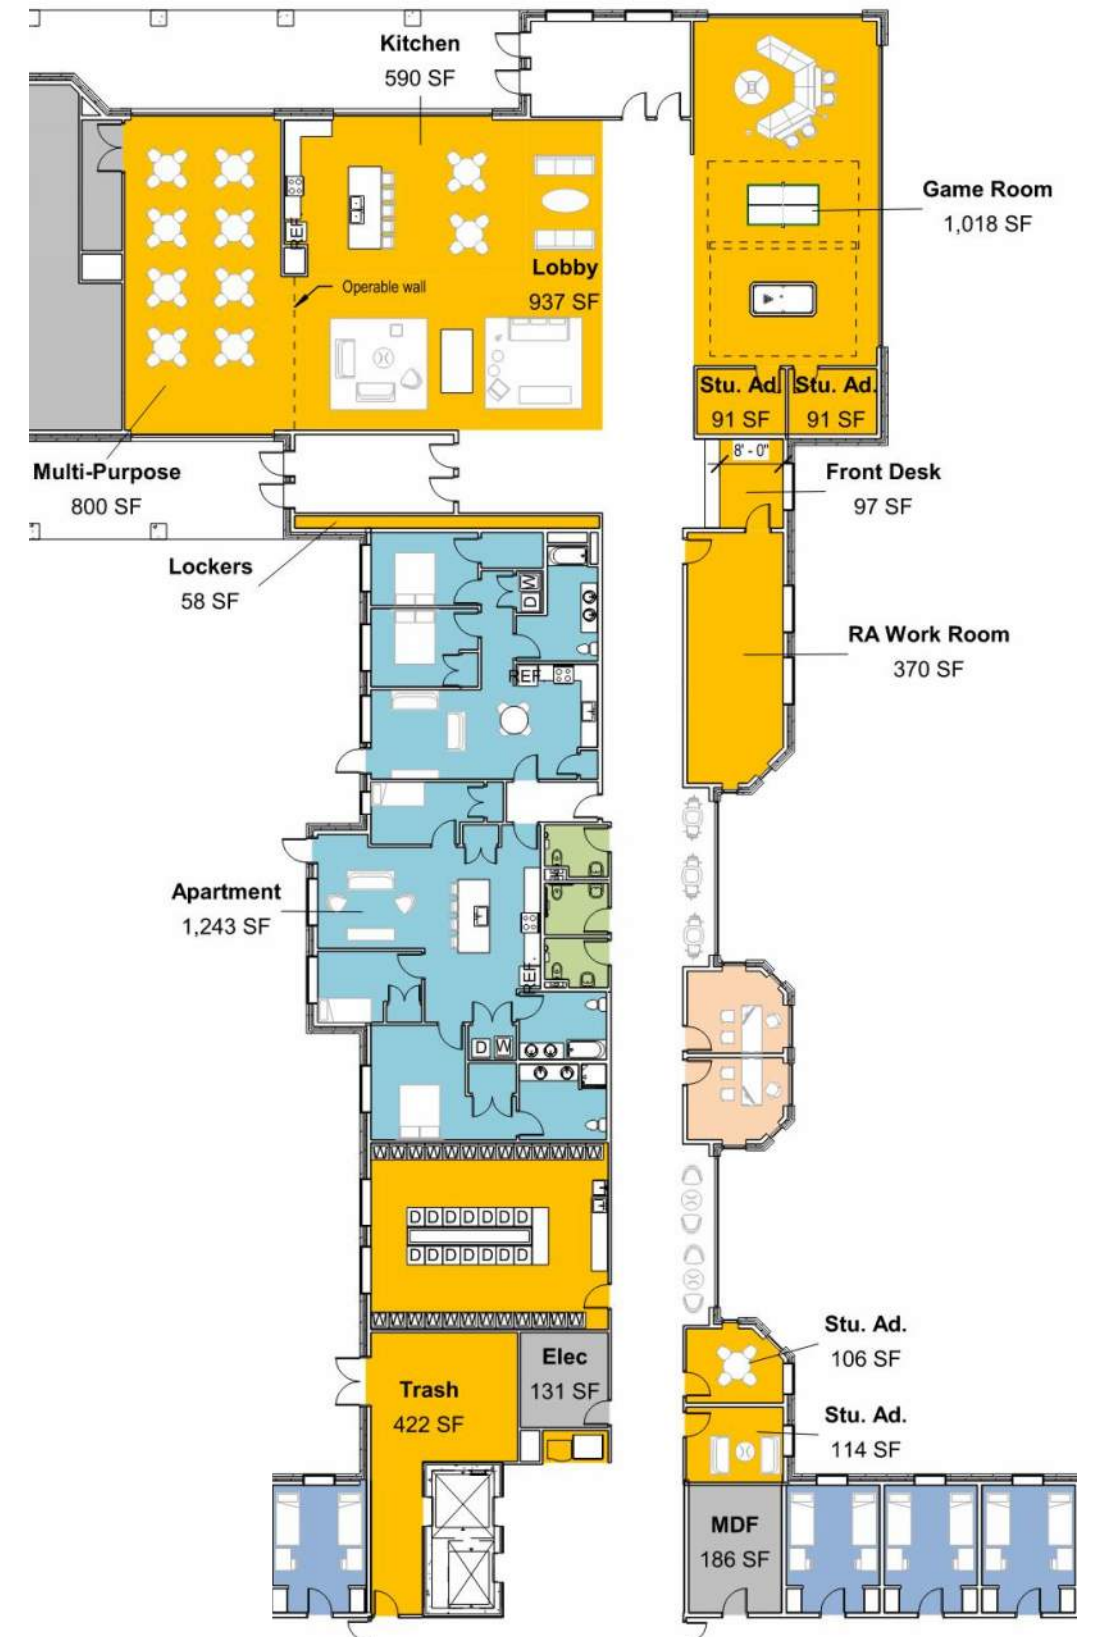 Kitchen
590 SF
Game Room
1,018 SF
REF
Lobby
937 SF
Operable wall
Stu. Ad.
91 SF
Stu. Ad.
91 SF
Multi-Purpose
800 SF
8' - 0"
Front Desk
97 SF
Lockers
58 SF
D W
RA Work Room
370 SF
REF
Apartment
1,243 SF
REF
D W
D D D D D D D
D D D D D D D
Stu. Ad.
106 SF
Elec
131 SF
Trash
422 SF
Stu. Ad.
114 SF
MDF
186 SF